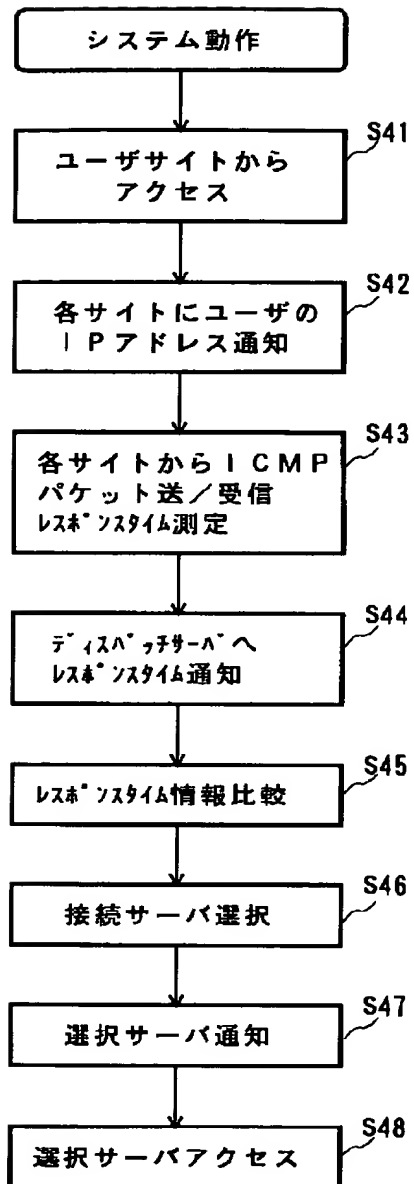 システム動作
S41
ユーザサイトから
アクセス
S42
各サイトにユーザの
IPアドレス通知
S43
各サイトからICMP
パケット送/受信
レスポンスタイム測定
S44
ディスパッチサーバへ
レスポンスタイム通知
S45
レスポンスタイム情報比較
S46
接続サーバ選択
S47
選択サーバ通知
S48
選択サーバアクセス